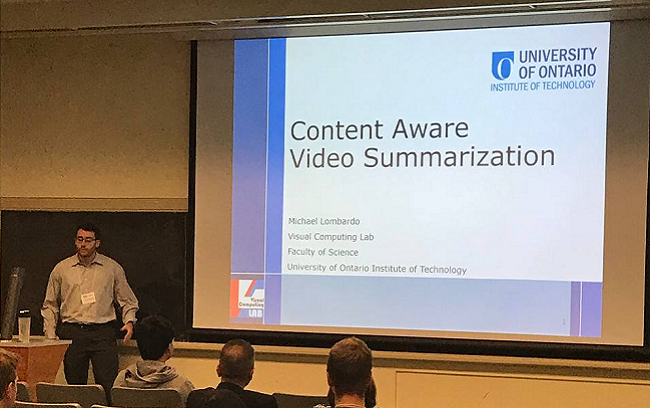 UNIVERSITY
OF ONTARIO
INSTITUTE OF TECHNOLOGY
Content Aware
Video Summarization
Michael Lombardo
Visual Computing Lab
Faculty of Science
University of Ontario Institute of Technology
Visual
Computing
LAB
1